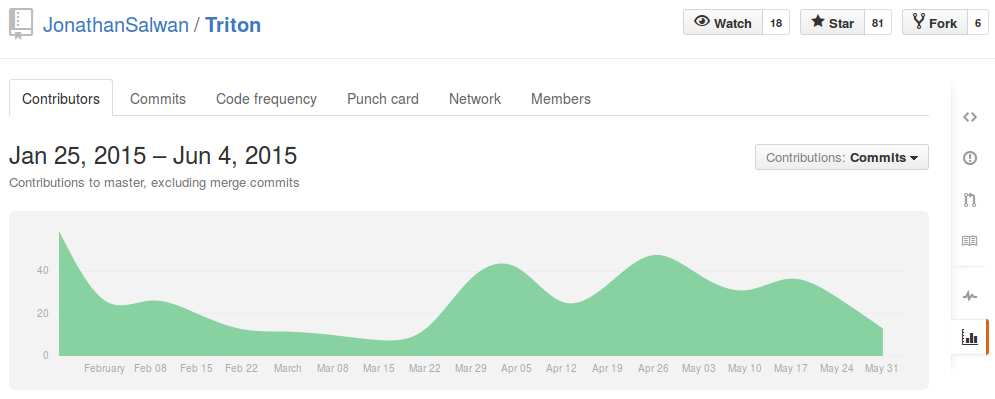 JonathanSalwan / Triton
Watch 18 Star 81 Fork 6
Contributors Commits Code frequency Punch card Network Members
Jan 25, 2015 – Jun 4, 2015
Contributions: Commits
Contributions to master, excluding merge commits
40
20
0
February Feb 08 Feb 15 Feb 22 March Mar 08 Mar 15 Mar 22 Mar 29 Apr 05 Apr 12 Apr 19 Apr 26 May 03 May 10 May 17 May 24 May 31